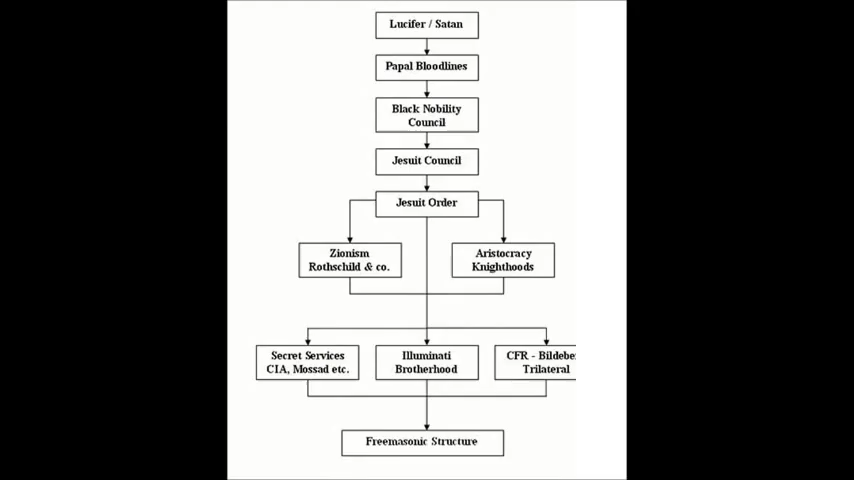 Lucifer / Satan
Papal Bloodlines
Black Nobility
Council
Jesuit Council
Jesuit Order
Zionism
Rothschild & co.
Aristocracy
Knighthoods
Secret Services
CIA, Mossad etc.
Illuminati
Brotherhood
CFR - Bildebe
Trilateral
Freemasonic Structure